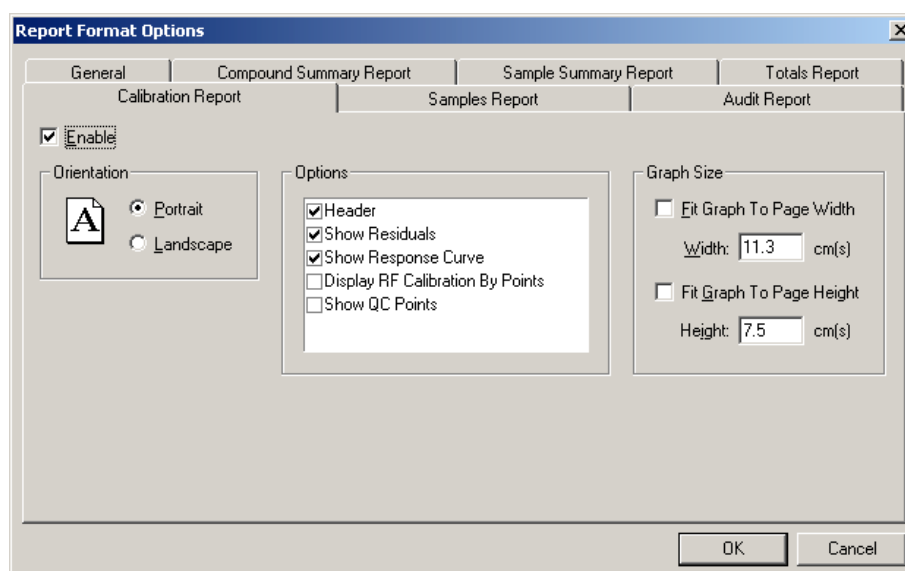 Report Format Options
General
Compound Summary Report
Sample Summary Report
Totals Report
Calibration Report
Samples Report
Audit Report
Enable
Orientation
A
Portrait
Landscape
Options
Header
Show Residuals
Show Response Curve
Display RF Calibration By Points
Show QC Points
Graph Size
Fit Graph To Page Width
Width: 11.3 cm(s)
Fit Graph To Page Height
Height: 7.5 cm(s)
OK
Cancel